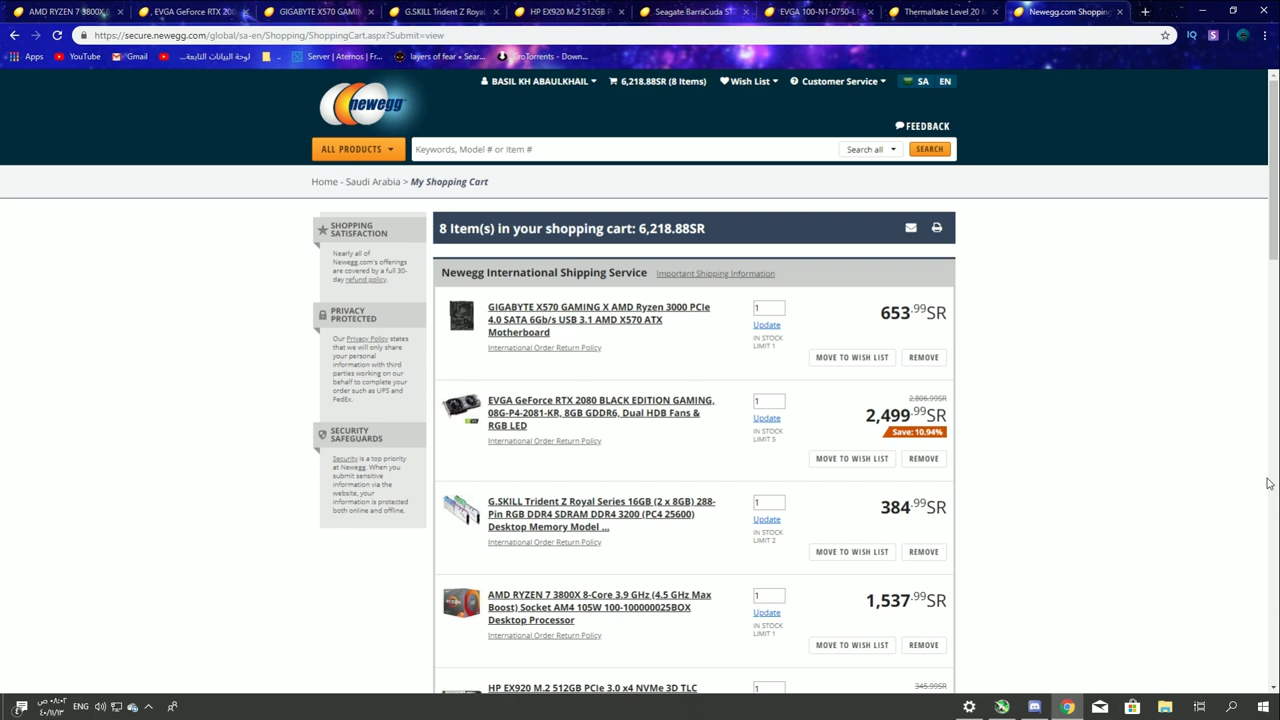 AMD RYZEN 7 3800X 8-
EVGA GeForce RTX 208
GIGABYTE X570 GAMI
G.SKILL Trident Z Royal
HP EX920 M.2 512GB P
Seagate BarraCuda ST
EVGA 100-N1-0750-L1
Thermaltake Level 20 M
Newegg.com Shopping
https://secure.newegg.com/global/sa-en/Shopping/ShoppingCart.aspx?Submit=view
Apps
YouTube
Gmail
لوحة البيانات التابعة...
Server | Aternos | Fr...
layers of fear « Sear...
CroTorrents - Down...
BASIL KH ABAULKHAIL
6,218.88SR (8 Items)
Wish List
Customer Service
SA
EN
newegg
FEEDBACK
ALL PRODUCTS
Keywords, Model # or Item #
Search all
SEARCH
Home - Saudi Arabia > My Shopping Cart
SHOPPING
SATISFACTION
Nearly all of
Newegg.com's offerings
are covered by a full 30-
day refund policy.
PRIVACY
PROTECTED
Our Privacy Policy states
that we will only share
your personal
information with third
parties working on our
behalf to complete your
order such as UPS and
FedEx.
SECURITY
SAFEGUARDS
Security is a top priority
at Newegg. When you
submit sensitive
information via the
website, your
information is protected
both online and offline.
8 Item(s) in your shopping cart: 6,218.88SR
Newegg International Shipping Service Important Shipping Information
GIGABYTE X570 GAMING X AMD Ryzen 3000 PCIe
4.0 SATA 6Gb/s USB 3.1 AMD X570 ATX
Motherboard
International Order Return Policy
1
Update
IN STOCK
LIMIT 1
653.99SR
MOVE TO WISH LIST
REMOVE
EVGA GeForce RTX 2080 BLACK EDITION GAMING,
08G-P4-2081-KR, 8GB GDDR6, Dual HDB Fans &
RGB LED
International Order Return Policy
1
Update
IN STOCK
LIMIT 5
2,806.99SR
2,499.99SR
Save: 10.94%
MOVE TO WISH LIST
REMOVE
G.SKILL Trident Z Royal Series 16GB (2 x 8GB) 288-
Pin RGB DDR4 SDRAM DDR4 3200 (PC4 25600)
Desktop Memory Model ...
International Order Return Policy
1
Update
IN STOCK
LIMIT 2
384.99SR
MOVE TO WISH LIST
REMOVE
AMD RYZEN 7 3800X 8-Core 3.9 GHz (4.5 GHz Max
Boost) Socket AM4 105W 100-100000025BOX
Desktop Processor
International Order Return Policy
1
Update
IN STOCK
LIMIT 1
1,537.99SR
MOVE TO WISH LIST
REMOVE
HP EX920 M.2 512GB PCIe 3.0 x4 NVMe 3D TLC
1
345.99SR
ENG